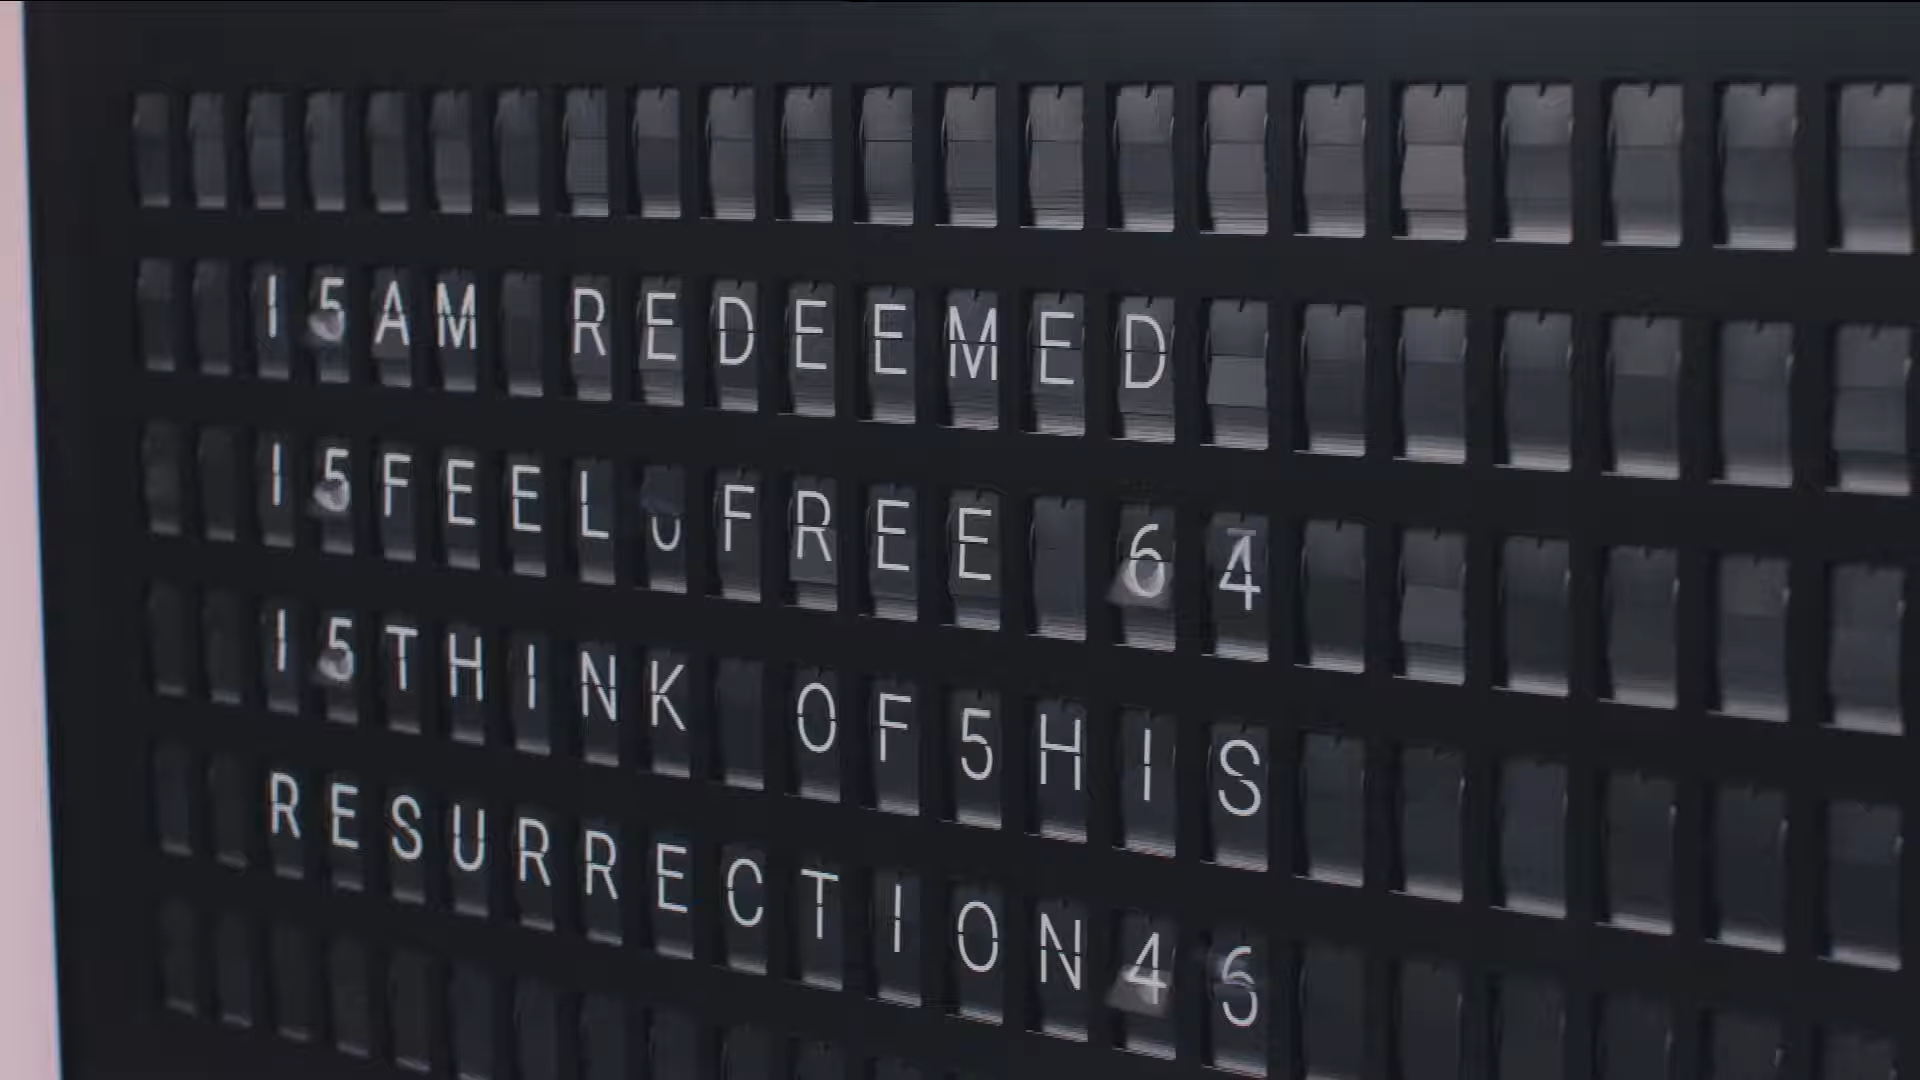 I5AM REDEEMED
I5FEEL FREE 64
I5THINK OF5HIS
RESURRECTION46